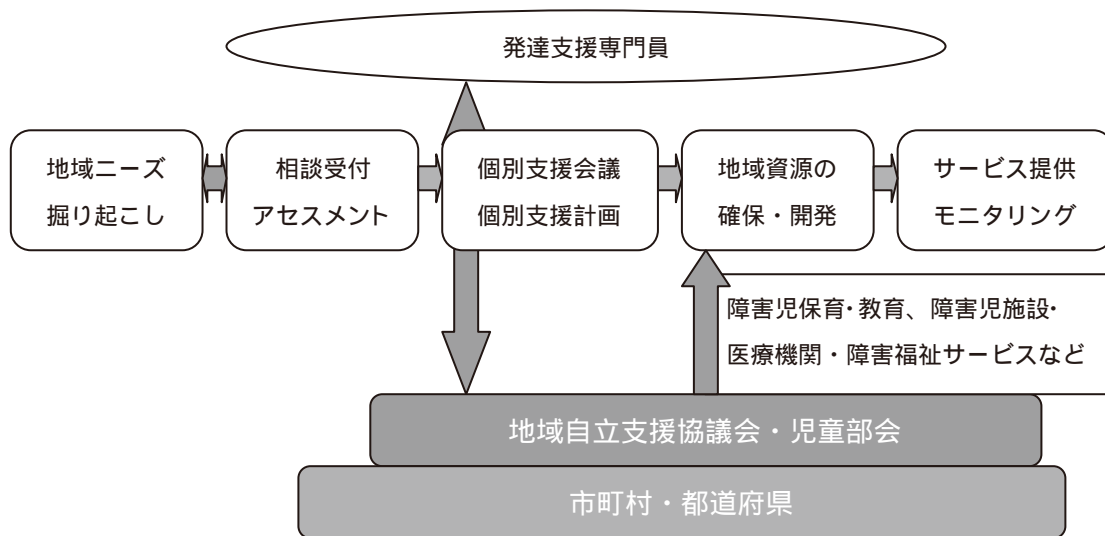 発達支援専門員
地域ニーズ
掘り起こし
相談受付
アセスメント
個別支援会議
個別支援計画
地域資源の
確保・開発
サービス提供
モニタリング
障害児保育・教育、障害児施設・
医療機関・障害福祉サービスなど
地域自立支援協議会・児童部会
市町村・都道府県